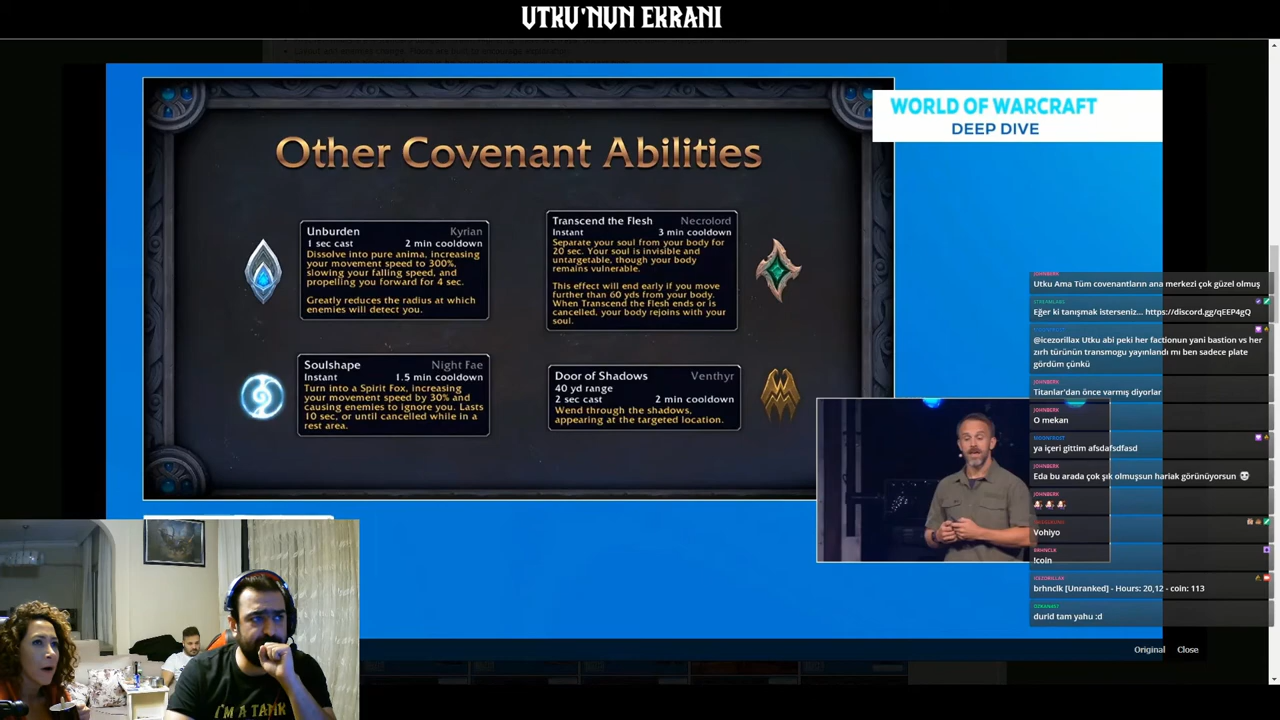 UTKU'NUN EKRANI
WORLD OF WARCRAFT
DEEP DIVE
Other Covenant Abilities
Unburden Kyrian
1 sec cast 2 min cooldown
Dissolve into pure anima, increasing
your movement speed to 300%,
slowing your falling speed, and
propelling you forward for 4 sec.
Greatly reduces the radius at which
enemies will detect you.
Transcend the Flesh Necrolord
Instant 3 min cooldown
Separate your soul from your body for
20 sec. Your soul is invisible and
untargetable, though your body
remains vulnerable.
This effect will end early if you move
further than 60 yds from your body.
When Transcend the Flesh ends or is
cancelled, your body rejoins with your
soul.
Soulshape Night Fae
Instant 1.5 min cooldown
Turn into a Spirit Fox, increasing
your movement speed by 30% and
causing enemies to ignore you. Lasts
10 sec, or until cancelled while in a
rest area.
Door of Shadows Venthyr
40 yd range
2 sec cast 2 min cooldown
Wend through the shadows,
appearing at the targeted location.
JOHNBERK
Utku Ama Tüm covenantların ana merkezi çok güzel olmuş
STREAMLABS
Eğer ki tanışmak isterseniz... https://discord.gg/qEEP4gQ
@icezorillax Utku abi peki her factionun yani bastion vs her
zırh türünün transmogu yayınlandı mı ben sadece plate
gördüm çünkü
JOHNBERK
Titanlar'dan önce varmış diyorlar
JOHNBERK
O mekan
ya içeri gittim afsdafsdfasd
JOHNBERK
Eda bu arada çok şık olmuşsun harlak görünüyorsun
JOHNBERK
Vohiyo
BRHNCLK
!coin
ICEZORILLAX
brhnclk [Unranked] - Hours: 20,12 - coin: 113
durid tam yahu :d
Original Close
I'M A TANK